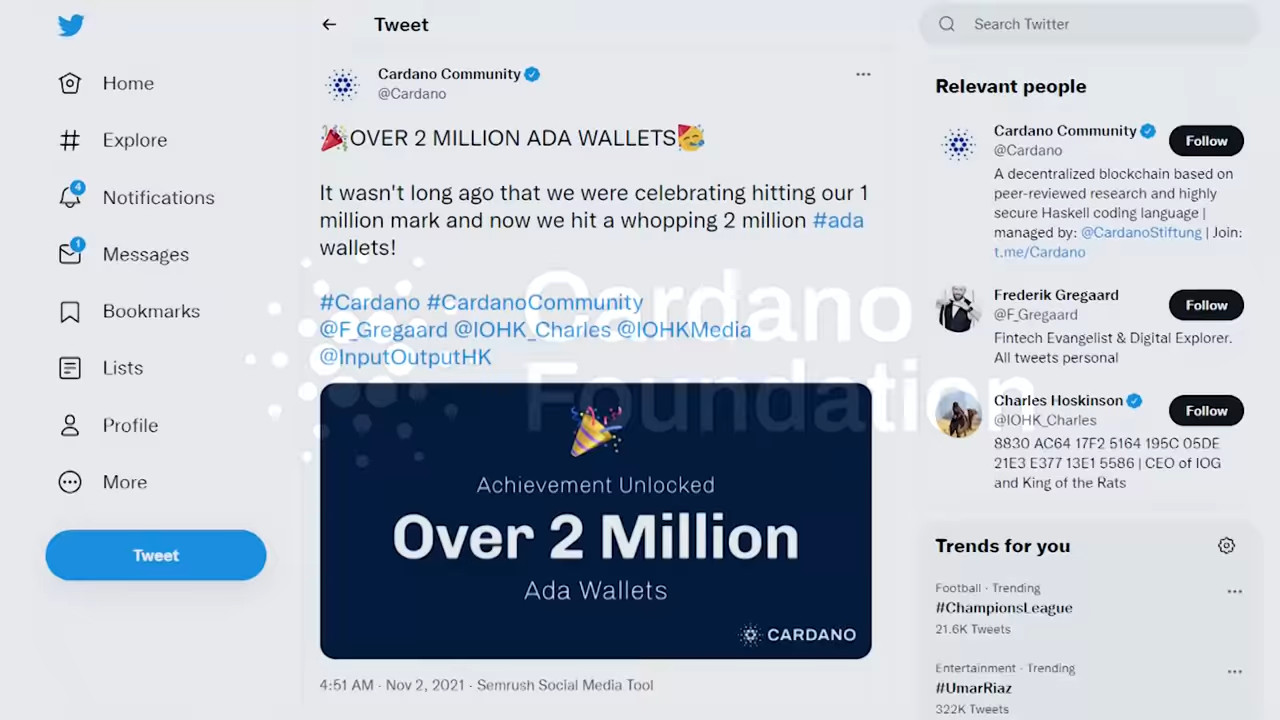 Home
Explore
4
Notifications
1
Messages
Bookmarks
Lists
Profile
More
Tweet
Tweet
Cardano Community
@Cardano
🎉OVER 2 MILLION ADA WALLETS🥳
It wasn't long ago that we were celebrating hitting our 1
million mark and now we hit a whopping 2 million #ada
wallets!
#Cardano #CardanoCommunity
@F_Gregaard @IOHK_Charles @IOHKMedia
@InputOutputHK
Cardano
Foundation
Achievement Unlocked
Over 2 Million
Ada Wallets
CARDANO
4:51 AM · Nov 2, 2021 · Semrush Social Media Tool
Search Twitter
Relevant people
Cardano Community
@Cardano
Follow
A decentralized blockchain based on
peer-reviewed research and highly
secure Haskell coding language |
managed by: @CardanoStiftung | Join:
t.me/Cardano
Frederik Gregaard
@F_Gregaard
Follow
Fintech Evangelist & Digital Explorer.
All tweets personal
Charles Hoskinson
@IOHK_Charles
Follow
8830 AC64 17F2 5164 195C 05DE
21E3 E377 13E1 5586 | CEO of IOG
and King of the Rats
Trends for you
Football · Trending
#ChampionsLeague
21.6K Tweets
Entertainment · Trending
#UmarRiaz
322K Tweets